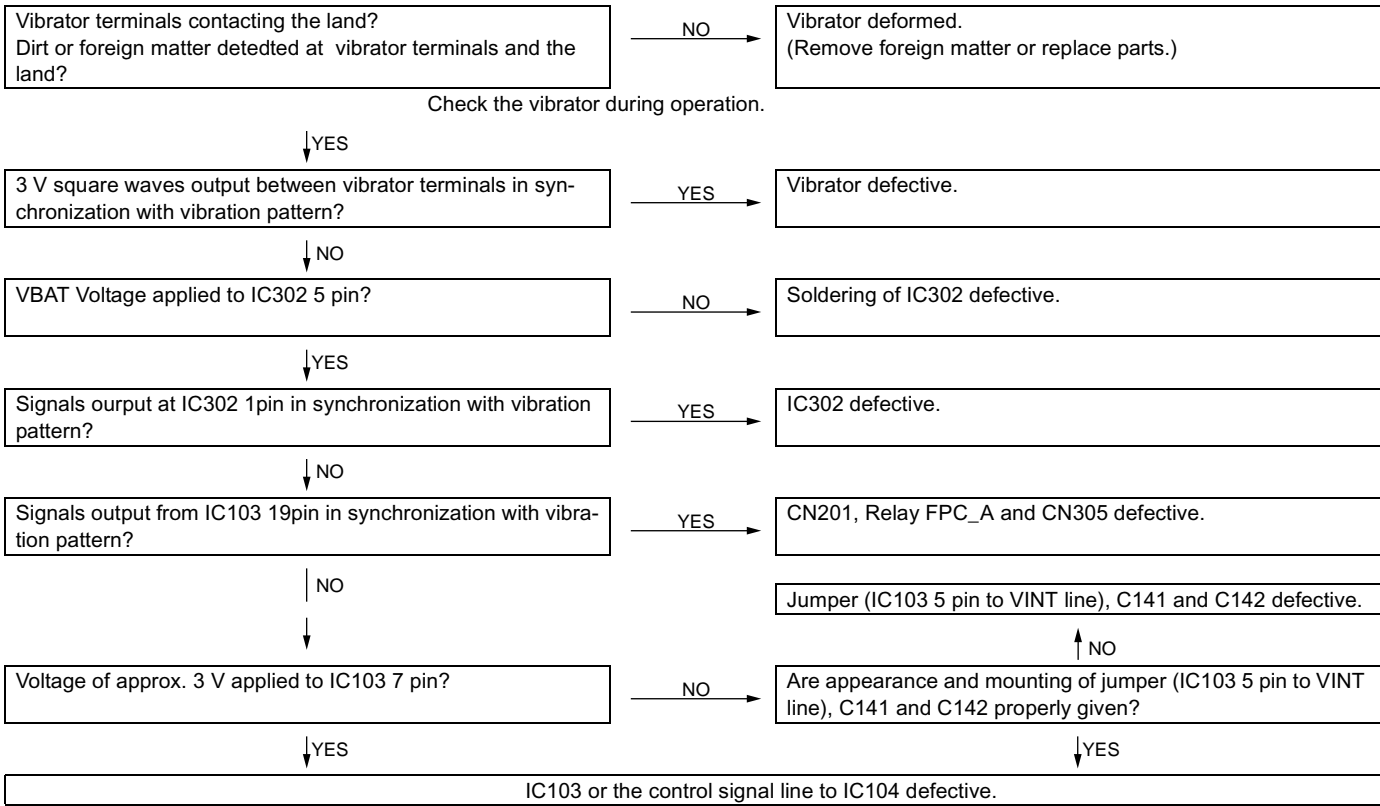 Vibrator terminals contacting the land?
Dirt or foreign matter detedted at vibrator terminals and the
land?
NO
Vibrator deformed.
(Remove foreign matter or replace parts.)
Check the vibrator during operation.
YES
3 V square waves output between vibrator terminals in syn-
chronization with vibration pattern?
YES
Vibrator defective.
NO
VBAT Voltage applied to IC302 5 pin?
NO
Soldering of IC302 defective.
YES
Signals ourput at IC302 1pin in synchronization with vibration
pattern?
YES
IC302 defective.
NO
Signals output from IC103 19pin in synchronization with vibra-
tion pattern?
YES
CN201, Relay FPC_A and CN305 defective.
NO
Jumper (IC103 5 pin to VINT line), C141 and C142 defective.
NO
Voltage of approx. 3 V applied to IC103 7 pin?
NO
Are appearance and mounting of jumper (IC103 5 pin to VINT
line), C141 and C142 properly given?
YES
YES
IC103 or the control signal line to IC104 defective.